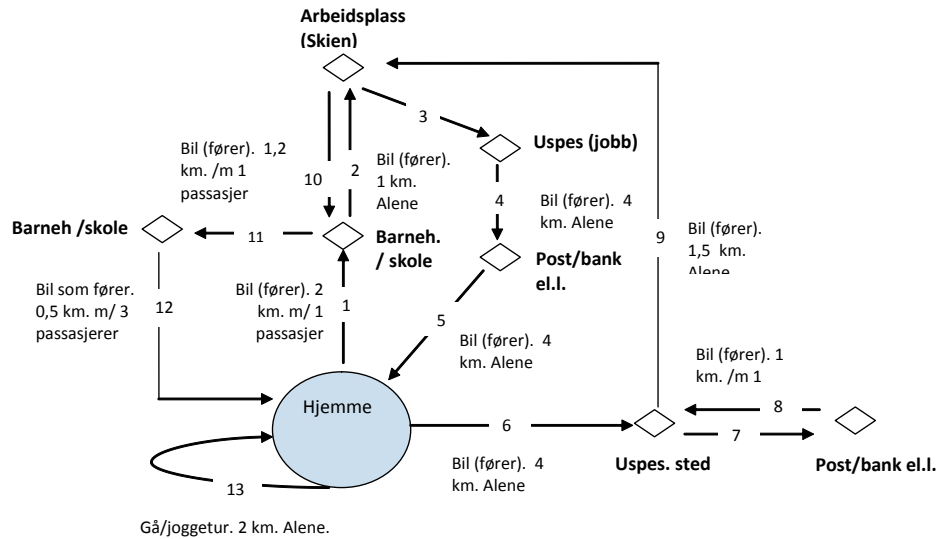 Arbeidsplass
(Skien)
3
Uspes (jobb)
Bil (fører). 1,2
km. /m 1
passasjer
10
2
Bil (fører).
1 km.
Alene
4
Bil (fører). 4
km. Alene
9
Bil (fører).
1,5 km.
Alene
Barneh /skole
11
Barneh.
/ skole
Post/bank
el.l.
Bil som fører.
0,5 km. m/ 3
passasjerer
12
Bil (fører). 2
km. m/ 1
passasjer
1
5
Bil (fører). 4
km. Alene
Bil (fører). 1
km. /m 1
Hjemme
6
8
7
Bil (fører). 4
km. Alene
Uspes. sted
Post/bank el.l.
13
Gå/joggetur. 2 km. Alene.